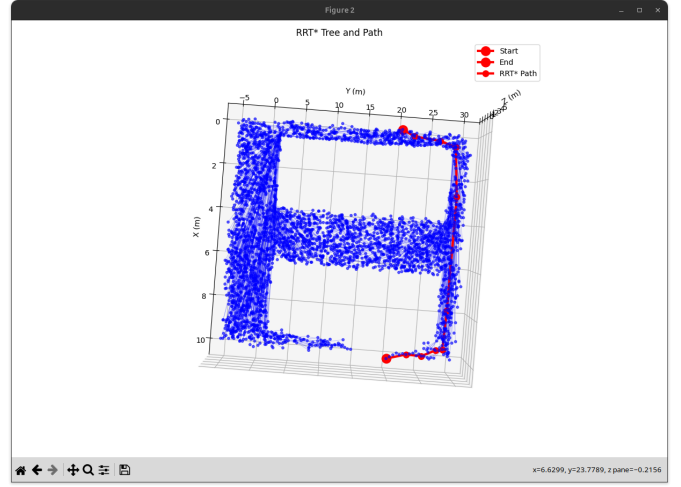 Figure 2
RRT* Tree and Path
Start
End
RRT* Path
Y (m)
Z (m)
−5 0 5 10 15 20 25 30
0
2
4
X (m)
6
8
10
x=6.6299, y=23.7789, z pane=−0.2156